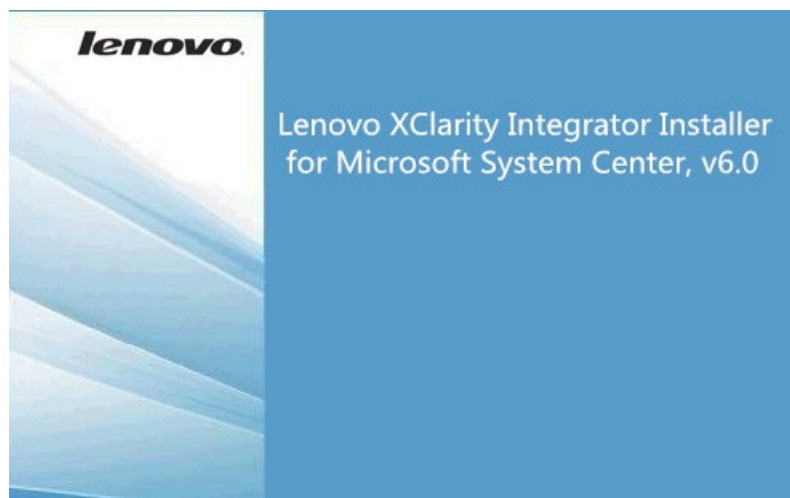 lenovo
Lenovo XClarity Integrator Installer
for Microsoft System Center, v6.0